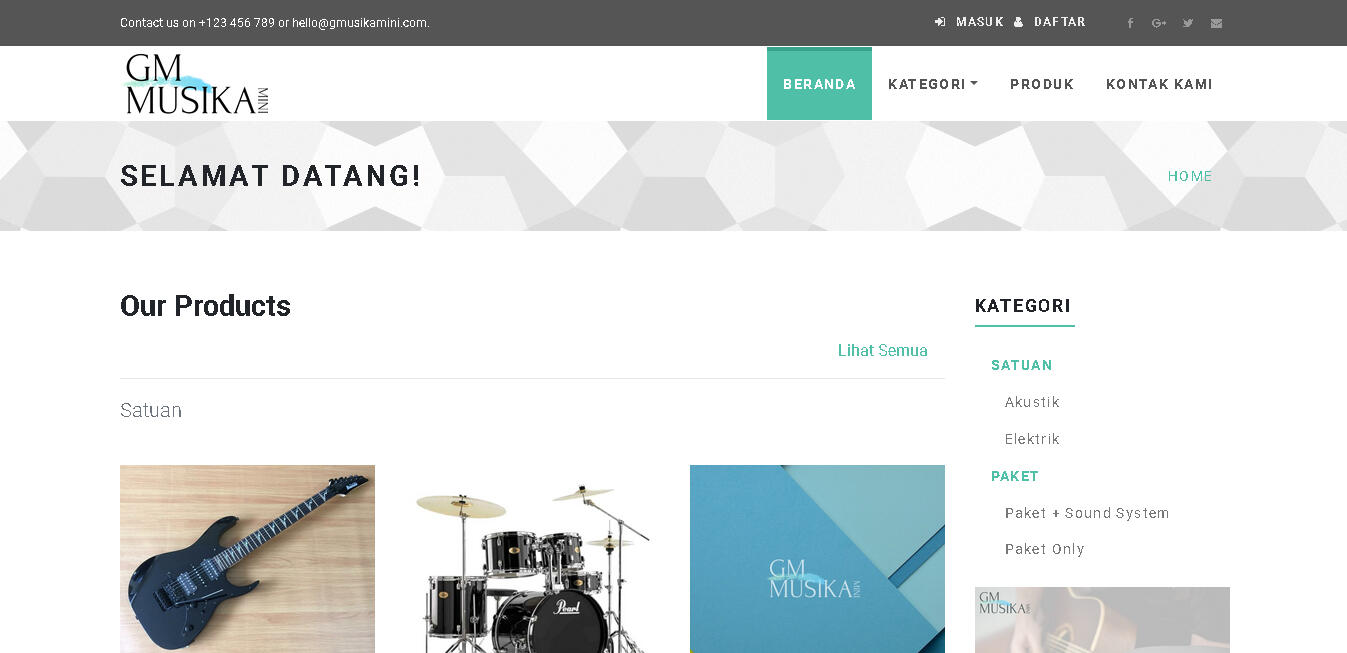 Contact us on +123 456 789 or hello@gmusikamini.com.
MASUK DAFTAR
GM
MUSIKA MINI
BERANDA KATEGORI PRODUK KONTAK KAMI
SELAMAT DATANG!
HOME
Our Products
Lihat Semua
Satuan
Pearl
GM
MUSIKA MINI
KATEGORI
SATUAN
Akustik
Elektrik
PAKET
Paket + Sound System
Paket Only
GM
MUSIKA MINI